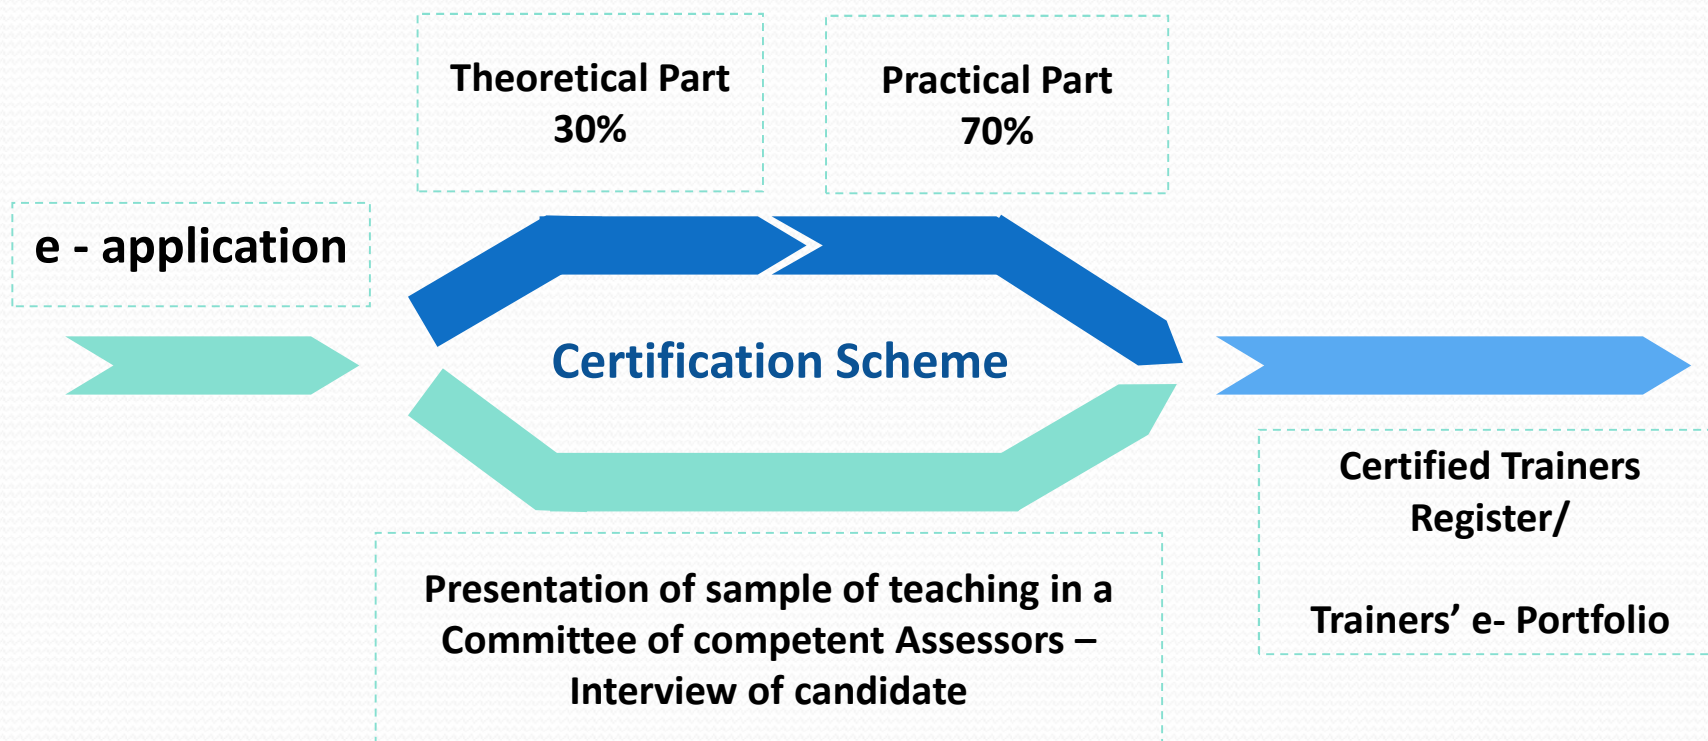 Theoretical Part
30%
Practical Part
70%
e - application
Certification Scheme
Certified Trainers
Register/
Trainers’ e- Portfolio
Presentation of sample of teaching in a
Committee of competent Assessors –
Interview of candidate